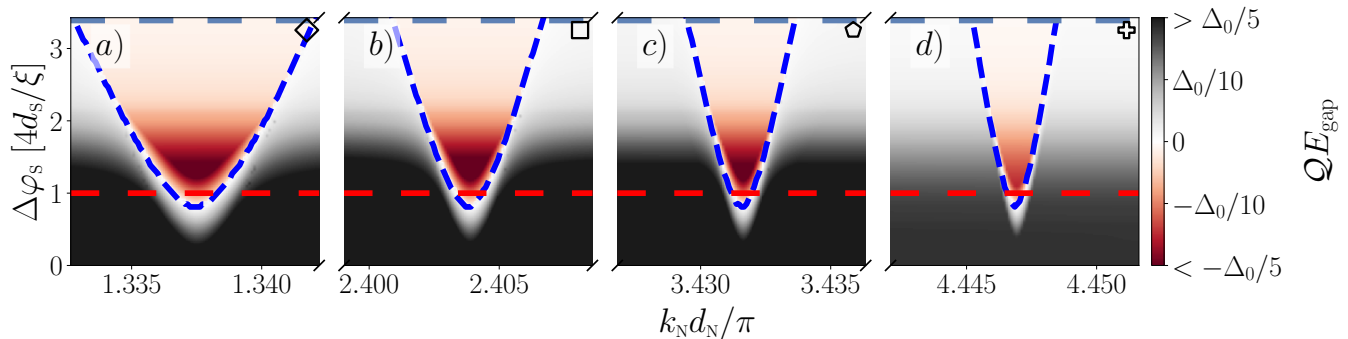 a) b) c) d)
Δφ_S [4d_S/ξ]
3
2
1
0
1.335 1.340 2.400 2.405 3.430 3.435 4.445 4.450
k_N d_N/π
> Δ_0/5
Δ_0/10
0
−Δ_0/10
< −Δ_0/5
𝒬E_gap